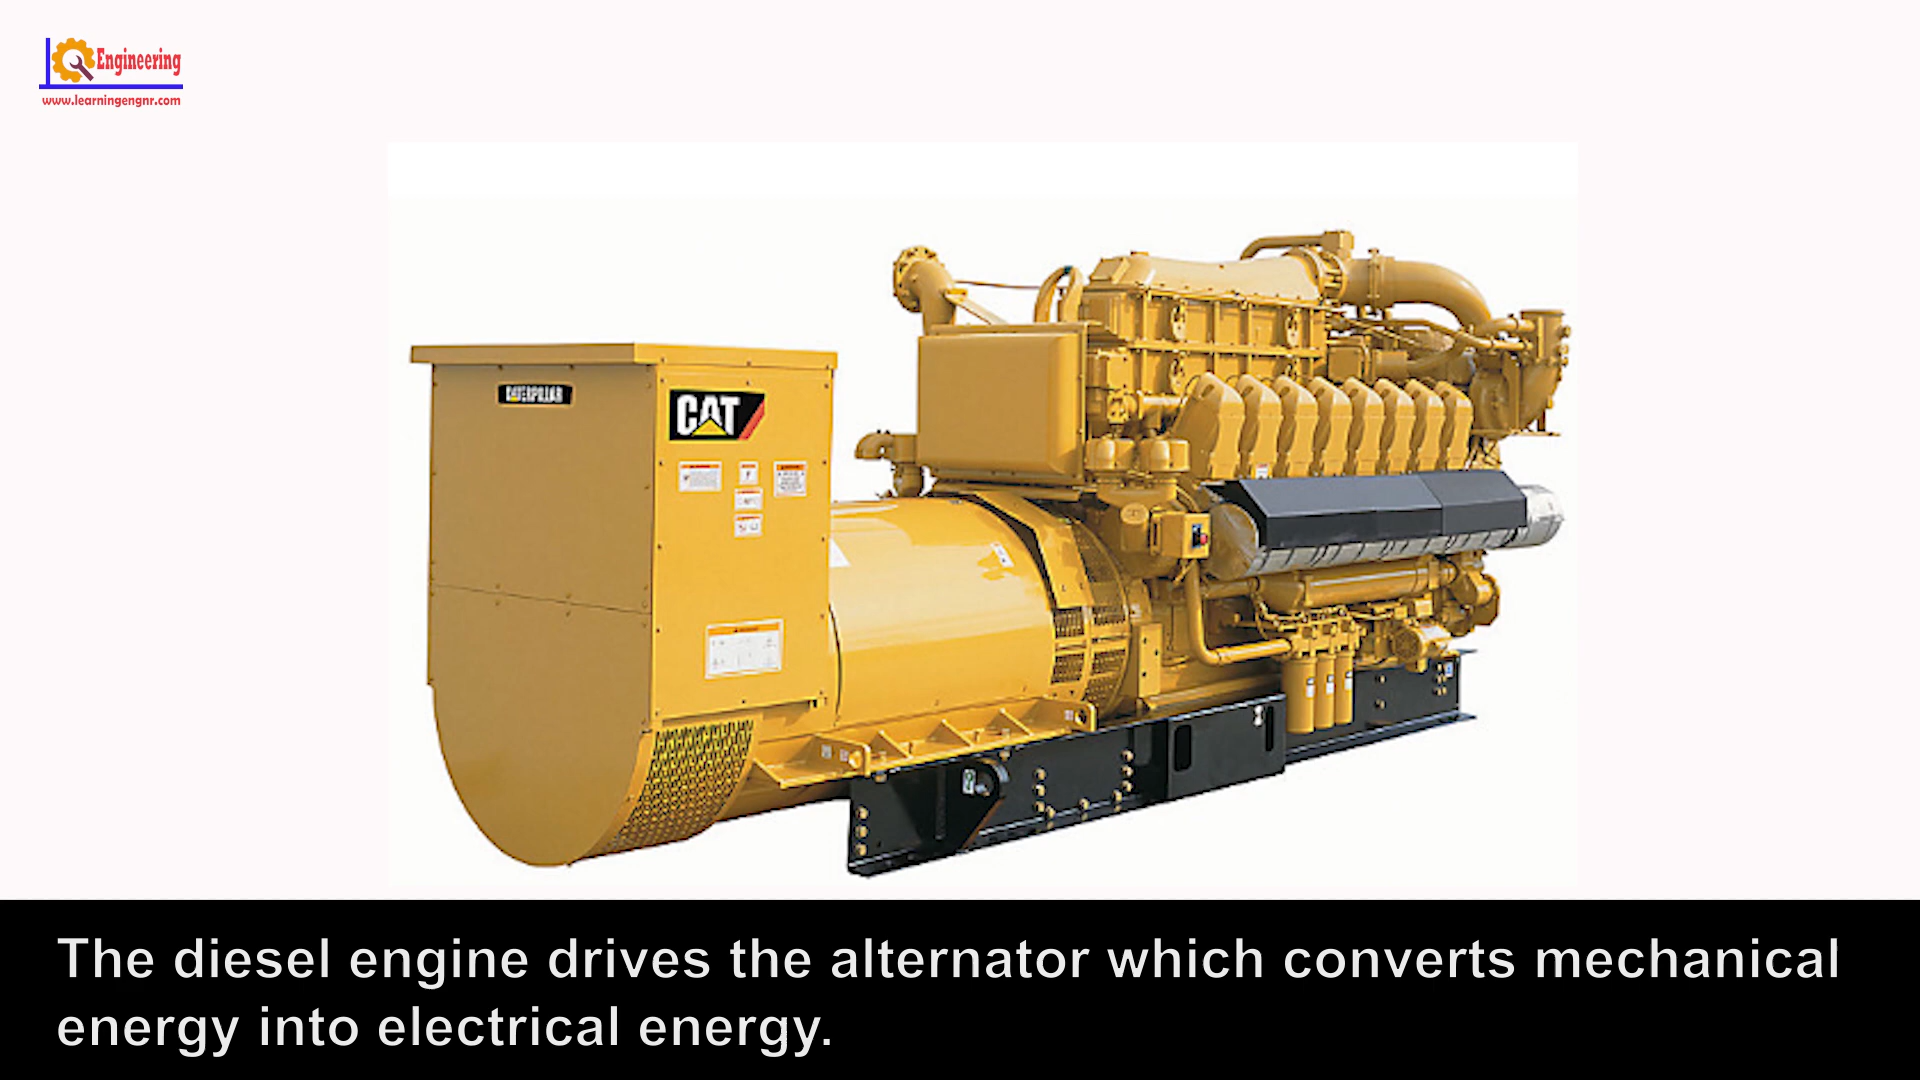 Engineering
www.learningengnr.com
CATERPILLAR
CAT
The diesel engine drives the alternator which converts mechanical
energy into electrical energy.